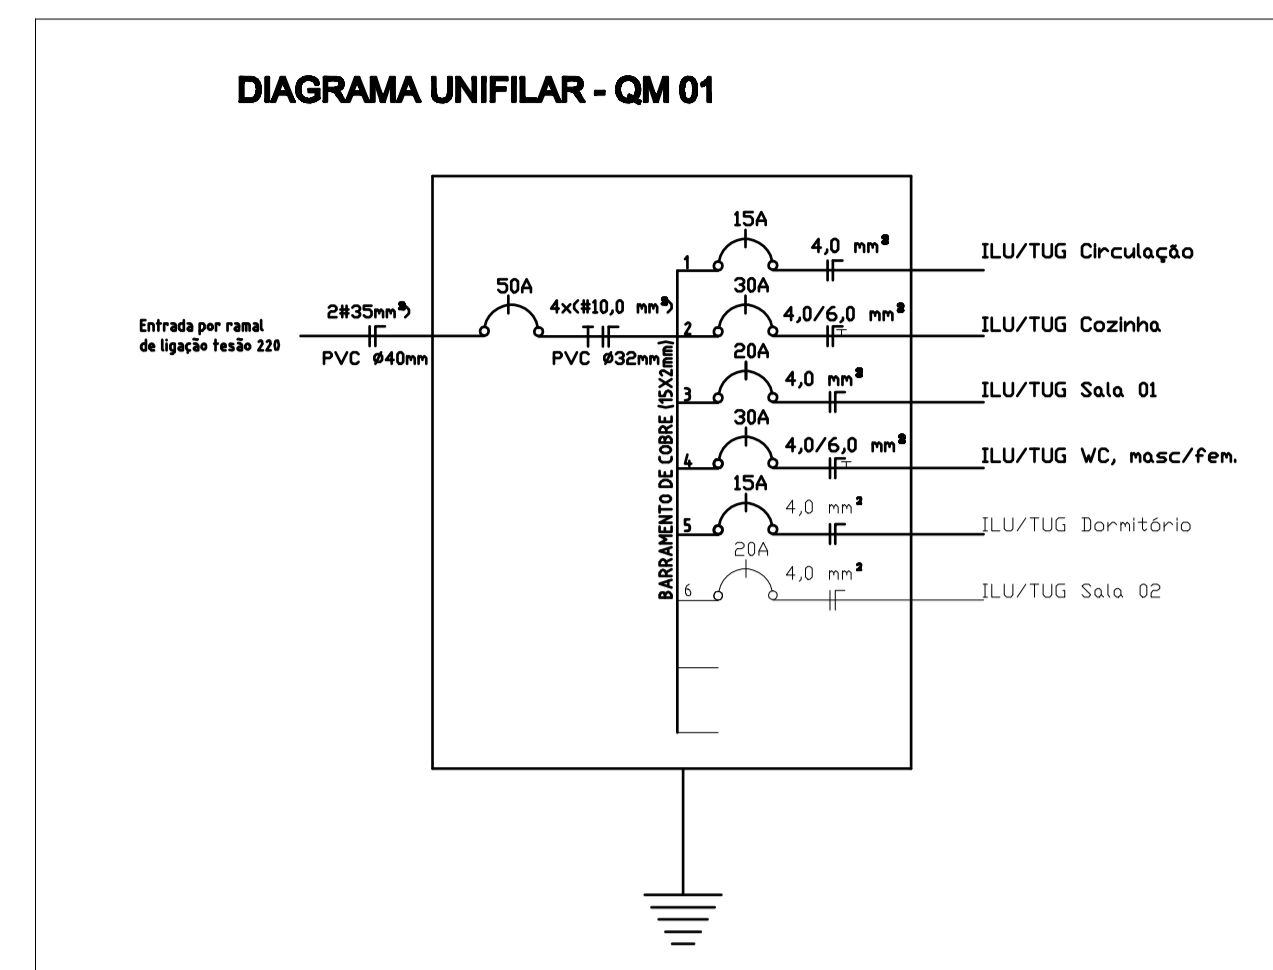 DIAGRAMA UNIFILAR - QM 01
15A
4,0 mm²
1
ILU/TUG Circulação
Entrada por ramal
de ligação tesão 220
2#35mm²)
PVC Ø40mm
50A
4x(#10,0 mm²)
PVC Ø32mm
BARRAMENTO DE COBRE (15X2mm)
30A
4,0/6,0 mm²
2
ILU/TUG Cozinha
20A
4,0 mm²
3
ILU/TUG Sala 01
30A
4,0/6,0 mm²
4
ILU/TUG WC, masc/fem.
15A
4,0 mm²
5
ILU/TUG Dormitório
20A
4,0 mm²
6
ILU/TUG Sala 02